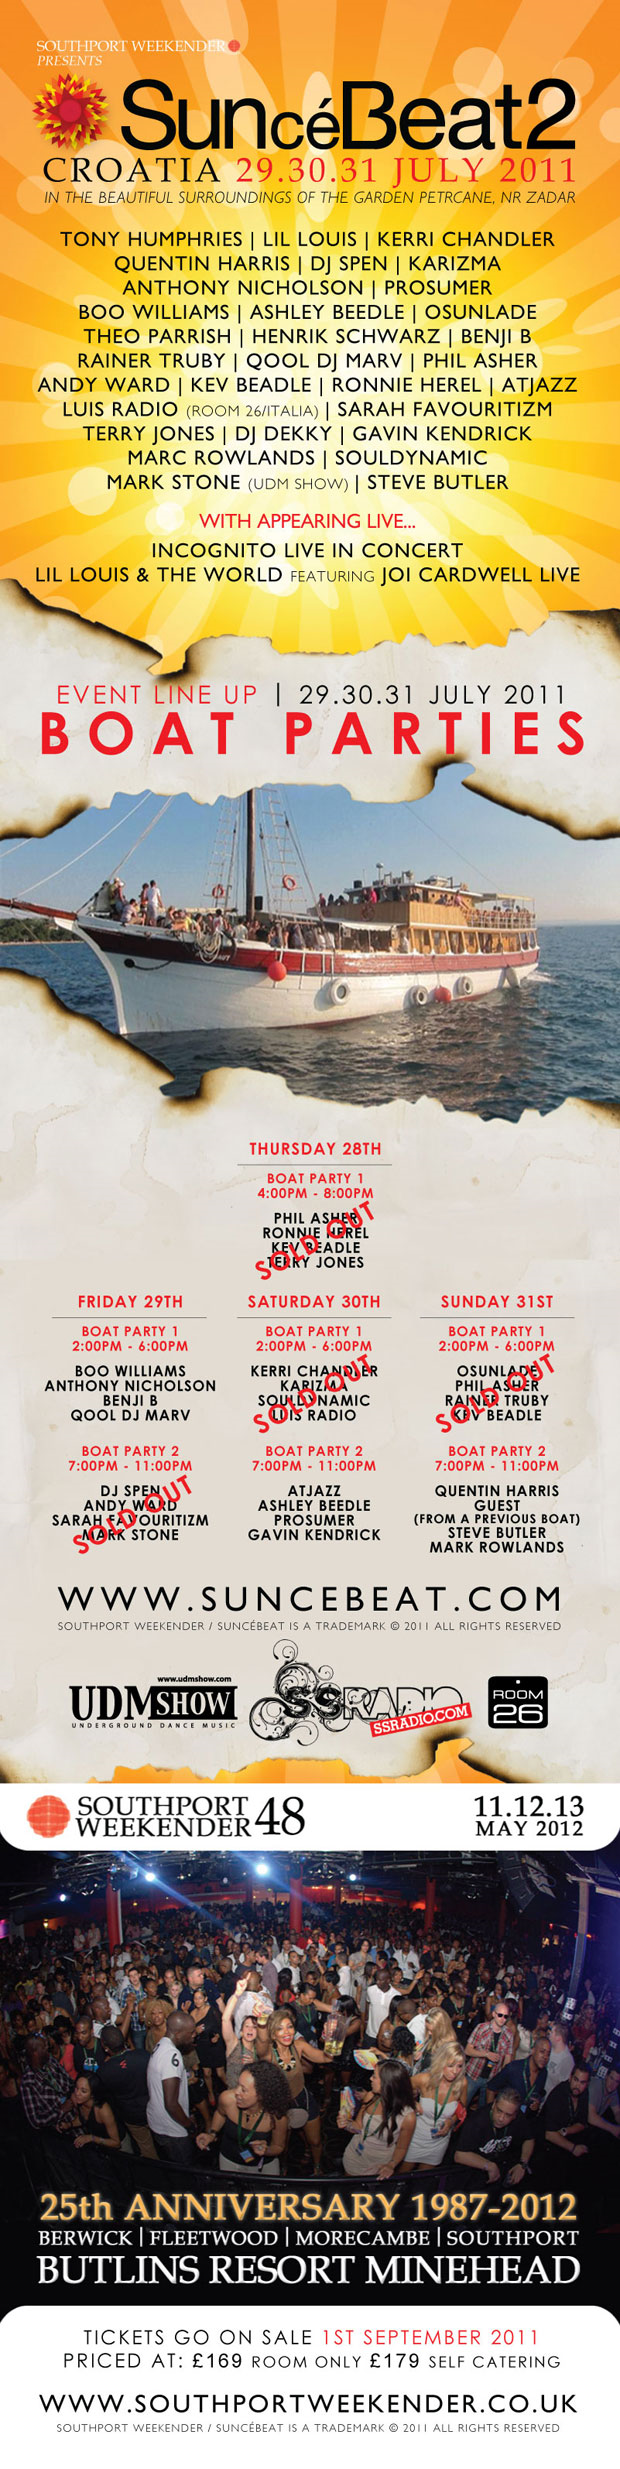 SOUTHPORT WEEKENDER
PRESENTS
SuncéBeat2
CROATIA 29.30.31 JULY 2011
IN THE BEAUTIFUL SURROUNDINGS OF THE GARDEN PETRCANE, NR ZADAR
TONY HUMPHRIES | LIL LOUIS | KERRI CHANDLER
QUENTIN HARRIS | DJ SPEN | KARIZMA
ANTHONY NICHOLSON | PROSUMER
BOO WILLIAMS | ASHLEY BEEDLE | OSUNLADE
THEO PARRISH | HENRIK SCHWARZ | BENJI B
RAINER TRUBY | QOOL DJ MARV | PHIL ASHER
ANDY WARD | KEV BEADLE | RONNIE HEREL | ATJAZZ
LUIS RADIO (ROOM 26/ITALIA) | SARAH FAVOURITIZM
TERRY JONES | DJ DEKKY | GAVIN KENDRICK
MARC ROWLANDS | SOULDYNAMIC
MARK STONE (UDM SHOW) | STEVE BUTLER
WITH APPEARING LIVE...
INCOGNITO LIVE IN CONCERT
LIL LOUIS & THE WORLD FEATURING JOI CARDWELL LIVE
EVENT LINE UP | 29.30.31 JULY 2011
BOAT PARTIES
THURSDAY 28TH
BOAT PARTY 1
4:00PM - 8:00PM
PHIL ASHER
RONNIE HEREL
KEV BEADLE
TERRY JONES
SOLD OUT
FRIDAY 29TH
BOAT PARTY 1
2:00PM - 6:00PM
BOO WILLIAMS
ANTHONY NICHOLSON
BENJI B
QOOL DJ MARV
BOAT PARTY 2
7:00PM - 11:00PM
DJ SPEN
ANDY WARD
SARAH FAVOURITIZM
MARK STONE
SOLD OUT
SATURDAY 30TH
BOAT PARTY 1
2:00PM - 6:00PM
KERRI CHANDLER
KARIZMA
SOULDYNAMIC
LUIS RADIO
SOLD OUT
BOAT PARTY 2
7:00PM - 11:00PM
ATJAZZ
ASHLEY BEEDLE
PROSUMER
GAVIN KENDRICK
SUNDAY 31ST
BOAT PARTY 1
2:00PM - 6:00PM
OSUNLADE
PHIL ASHER
RAINER TRUBY
KEV BEADLE
SOLD OUT
BOAT PARTY 2
7:00PM - 11:00PM
QUENTIN HARRIS
GUEST
(FROM A PREVIOUS BOAT)
STEVE BUTLER
MARK ROWLANDS
WWW.SUNCEBEAT.COM
SOUTHPORT WEEKENDER / SUNCÉBEAT IS A TRADEMARK © 2011 ALL RIGHTS RESERVED
www.udmshow.com
UDMSHOW
UNDERGROUND DANCE MUSIC
SSRADIO
SSRADIO.COM
ROOM
26
SOUTHPORT
WEEKENDER 48
11.12.13
MAY 2012
25th ANNIVERSARY 1987-2012
BERWICK | FLEETWOOD | MORECAMBE | SOUTHPORT
BUTLINS RESORT MINEHEAD
TICKETS GO ON SALE 1ST SEPTEMBER 2011
PRICED AT: £169 ROOM ONLY £179 SELF CATERING
WWW.SOUTHPORTWEEKENDER.CO.UK
SOUTHPORT WEEKENDER / SUNCÉBEAT IS A TRADEMARK © 2011 ALL RIGHTS RESERVED